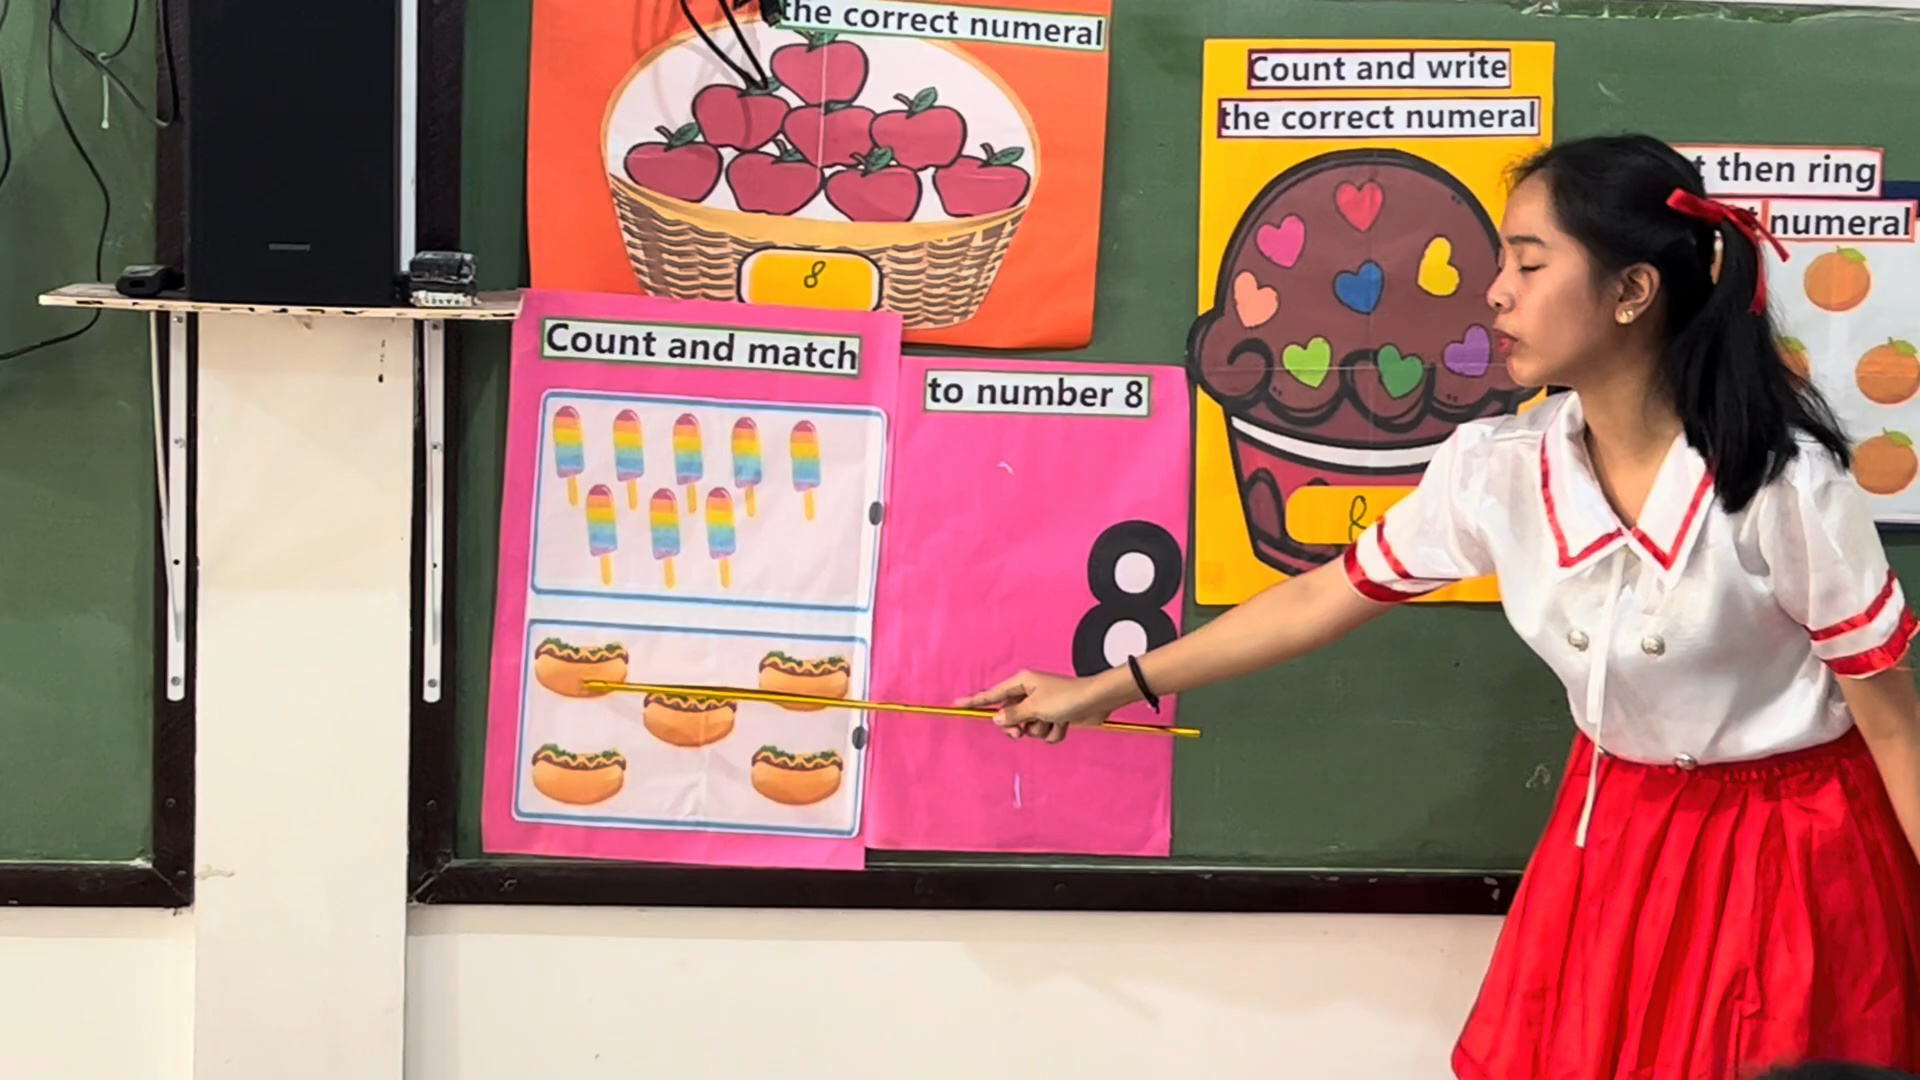 the correct numeral
8
Count and match
to number 8
8
Count and write
the correct numeral
8
then ring
numeral